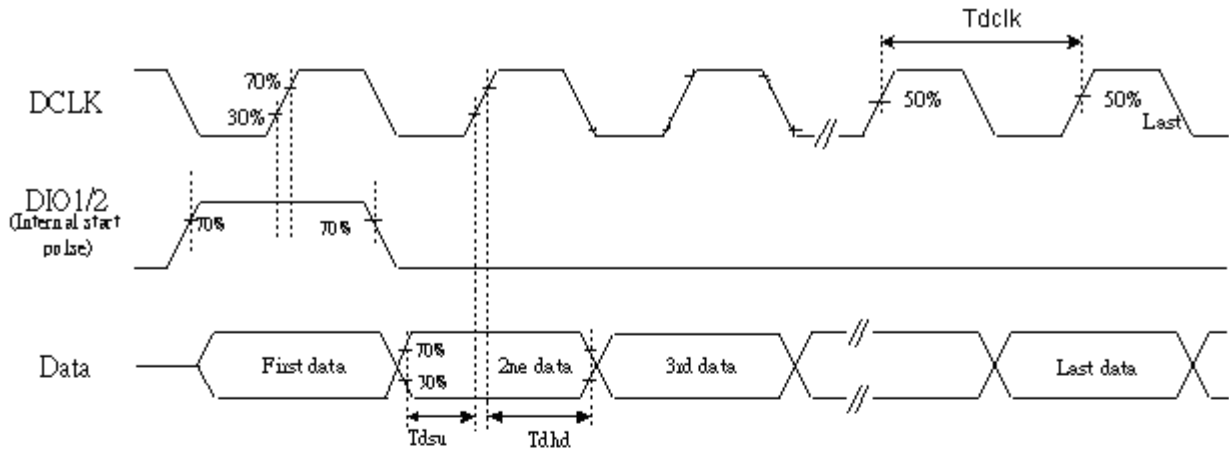 Tdclk
DCLK
70%
30%
50%
50%
Last
DIO1/2
(Internal start
polse)
70%
70%
Data
First data
70%
30%
2ne data
3rd data
Last data
Tdsu
Tdhd